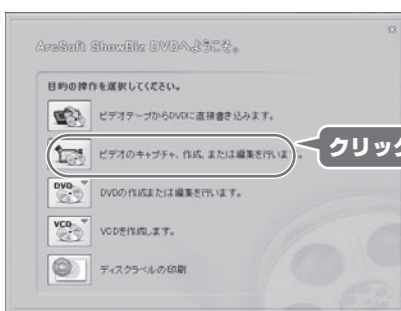 ArcSoft ShowBiz DVDへようこそ。
目的の操作を選択してください。
ビデオテープからDVDに直接書き込みます。
ビデオのキャプチャ、作成、または編集を行います。
クリック
DVD
DVDの作成または編集を行います。
VCD
VCDを作成します。
ディスクラベルの印刷